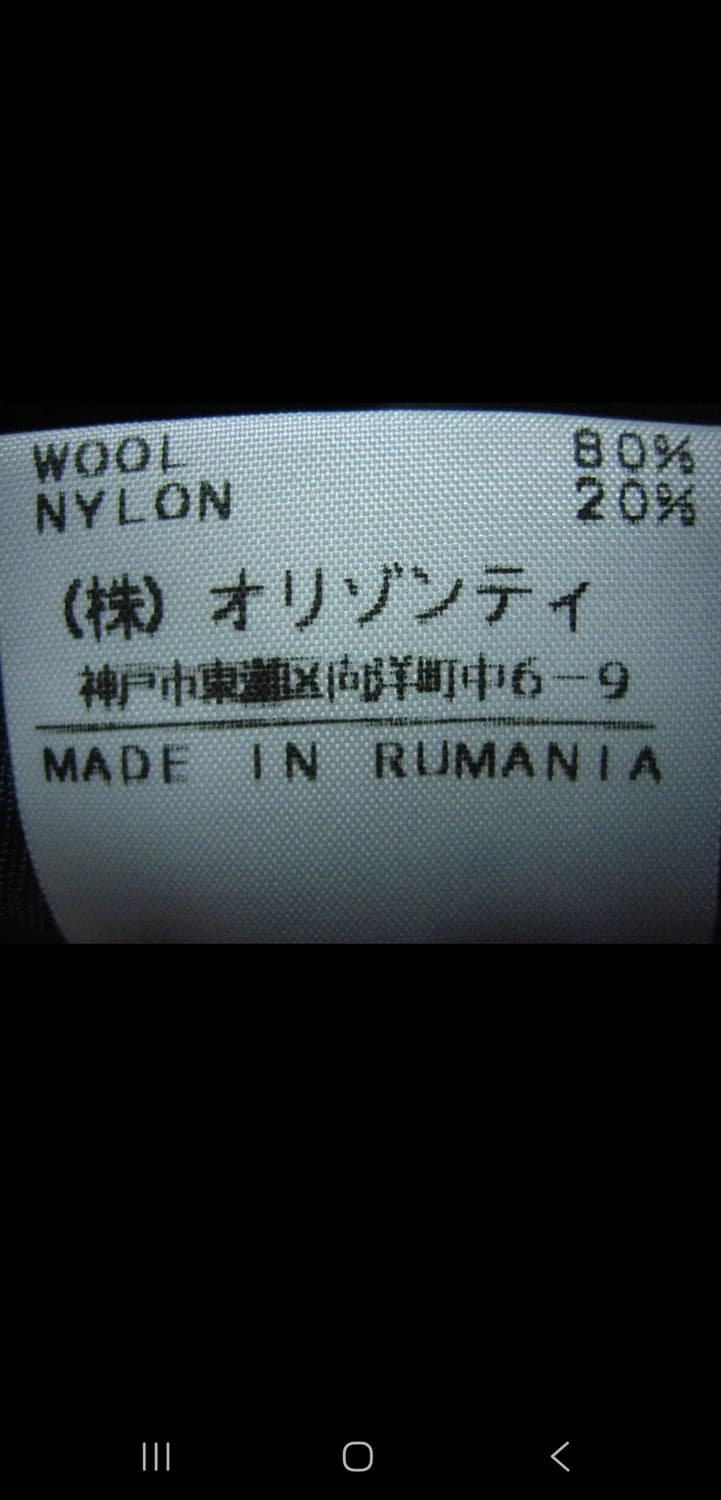 WOOL 80%
NYLON 20%
(株) オリゾンティ
神戸市東灘区向洋町中6-9
MADE IN RUMANIA